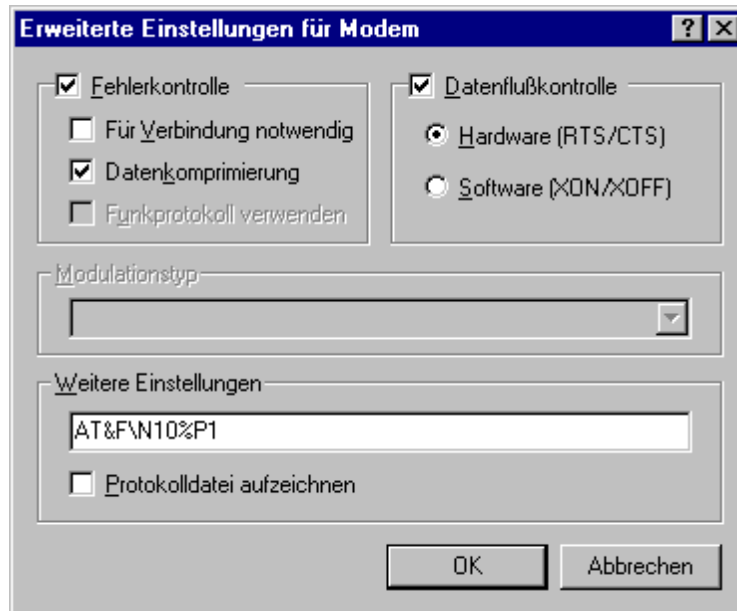 Erweiterte Einstellungen für Modem
Fehlerkontrolle
Für Verbindung notwendig
Datenkomprimierung
Funkprotokoll verwenden
Datenflußkontrolle
Hardware (RTS/CTS)
Software (XON/XOFF)
Modulationstyp
Weitere Einstellungen
AT&F\N10%P1
Protokolldatei aufzeichnen
OK
Abbrechen